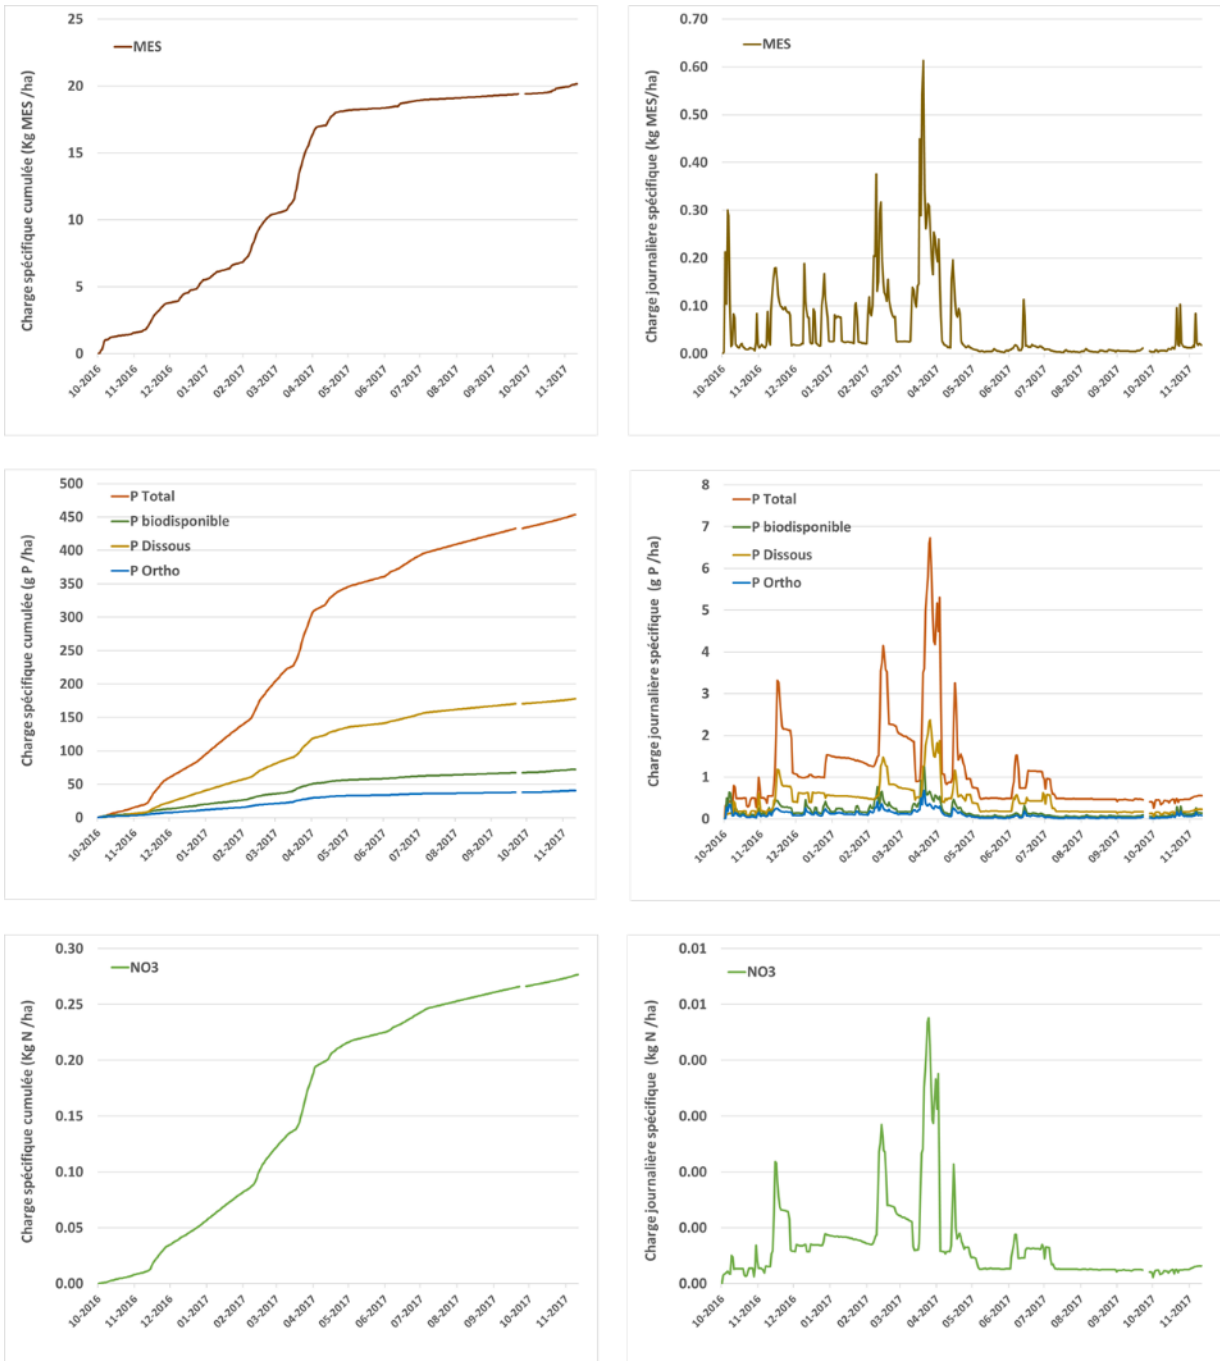 Charge spécifique cumulée (Kg MES /ha)
25
20
15
10
5
0
MES
10-2016 11-2016 12-2016 01-2017 02-2017 03-2017 04-2017 05-2017 06-2017 07-2017 08-2017 09-2017 10-2017 11-2017
Charge journalière spécifique (kg MES/ha)
0.70
0.60
0.50
0.40
0.30
0.20
0.10
0.00
MES
10-2016 11-2016 12-2016 01-2017 02-2017 03-2017 04-2017 05-2017 06-2017 07-2017 08-2017 09-2017 10-2017 11-2017
Charge spécifique cumulée (g P /ha)
500
450
400
350
300
250
200
150
100
50
0
P Total
P biodisponible
P Dissous
P Ortho
10-2016 11-2016 12-2016 01-2017 02-2017 03-2017 04-2017 05-2017 06-2017 07-2017 08-2017 09-2017 10-2017 11-2017
Charge journalière spécifique (g P /ha)
8
7
6
5
4
3
2
1
0
P Total
P biodisponible
P Dissous
P Ortho
10-2016 11-2016 12-2016 01-2017 02-2017 03-2017 04-2017 05-2017 06-2017 07-2017 08-2017 09-2017 10-2017 11-2017
Charge spécifique cumulée (Kg N /ha)
0.30
0.25
0.20
0.15
0.10
0.05
0.00
NO3
10-2016 11-2016 12-2016 01-2017 02-2017 03-2017 04-2017 05-2017 06-2017 07-2017 08-2017 09-2017 10-2017 11-2017
Charge journalière spécifique (kg N /ha)
0.01
0.01
0.00
0.00
0.00
0.00
0.00
NO3
10-2016 11-2016 12-2016 01-2017 02-2017 03-2017 04-2017 05-2017 06-2017 07-2017 08-2017 09-2017 10-2017 11-2017